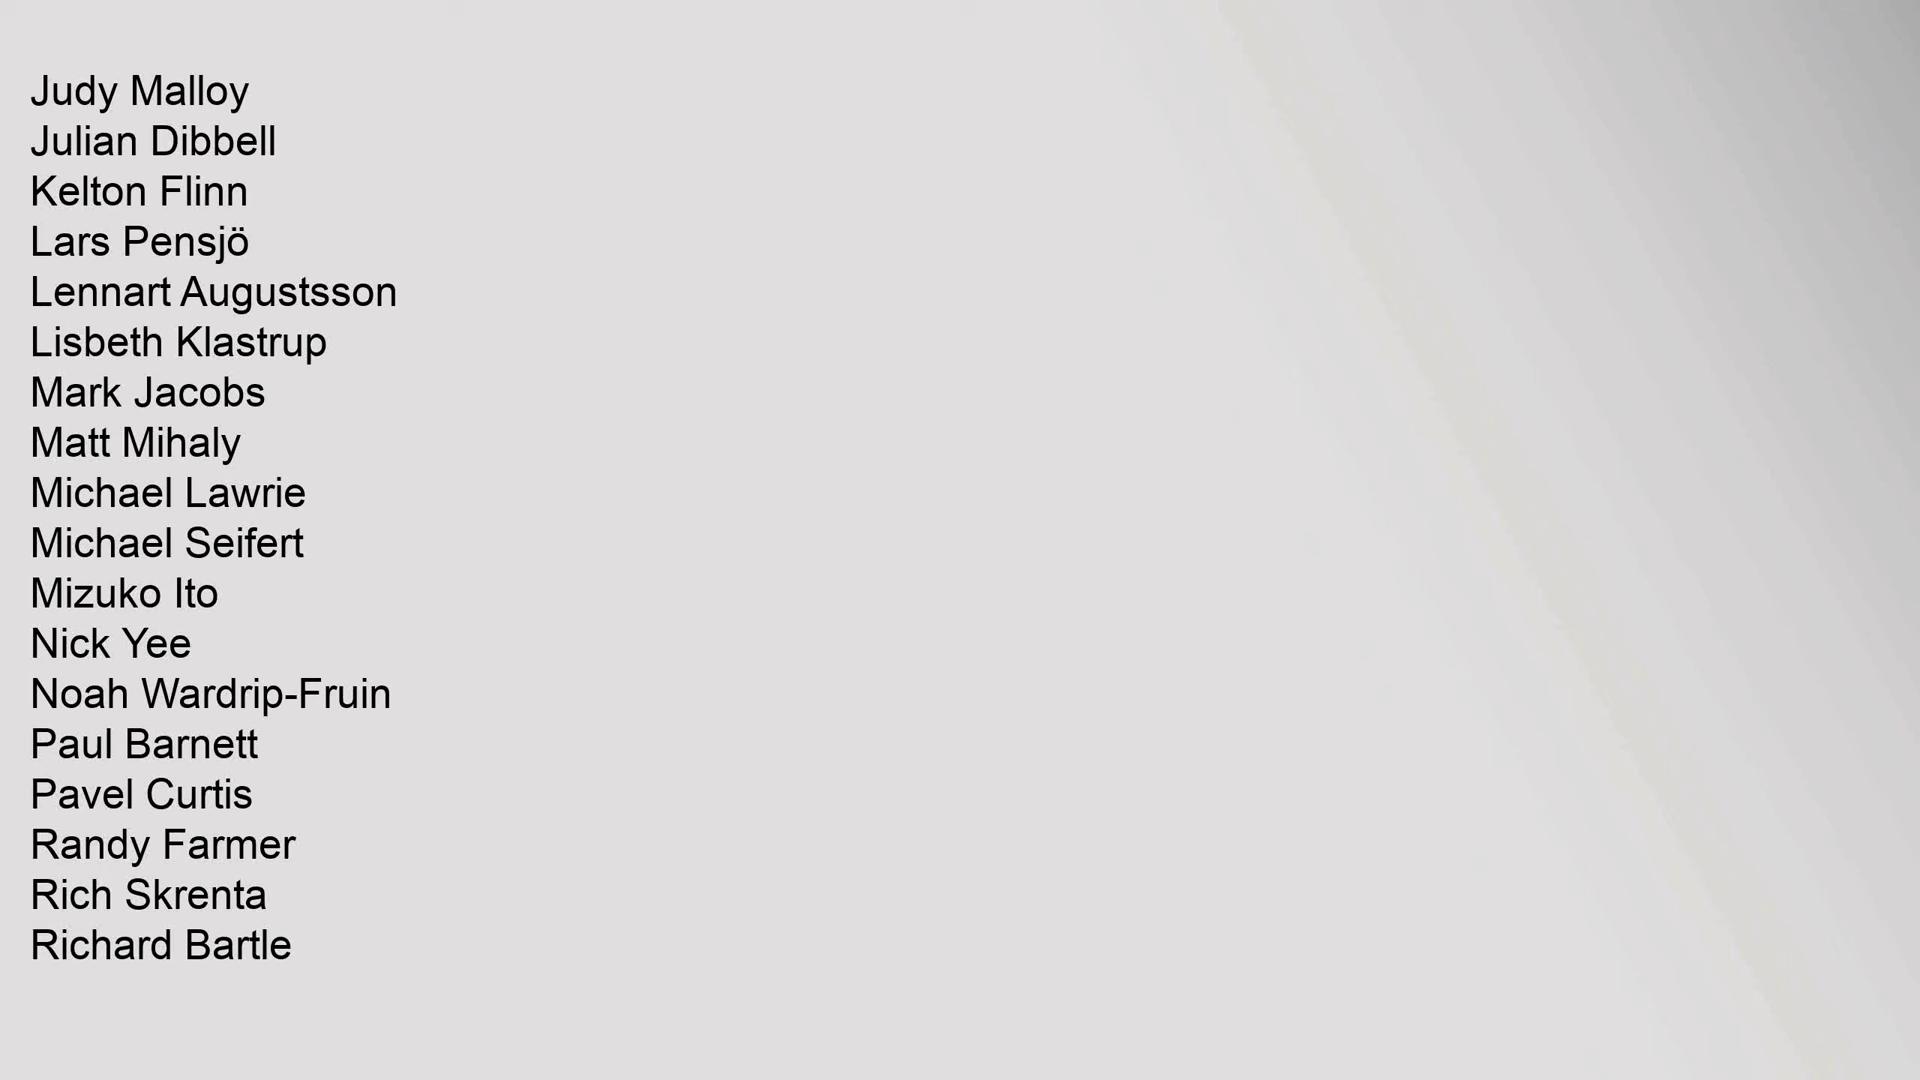 Judy Malloy
Julian Dibbell
Kelton Flinn
Lars Pensjö
Lennart Augustsson
Lisbeth Klastrup
Mark Jacobs
Matt Mihaly
Michael Lawrie
Michael Seifert
Mizuko Ito
Nick Yee
Noah Wardrip-Fruin
Paul Barnett
Pavel Curtis
Randy Farmer
Rich Skrenta
Richard Bartle